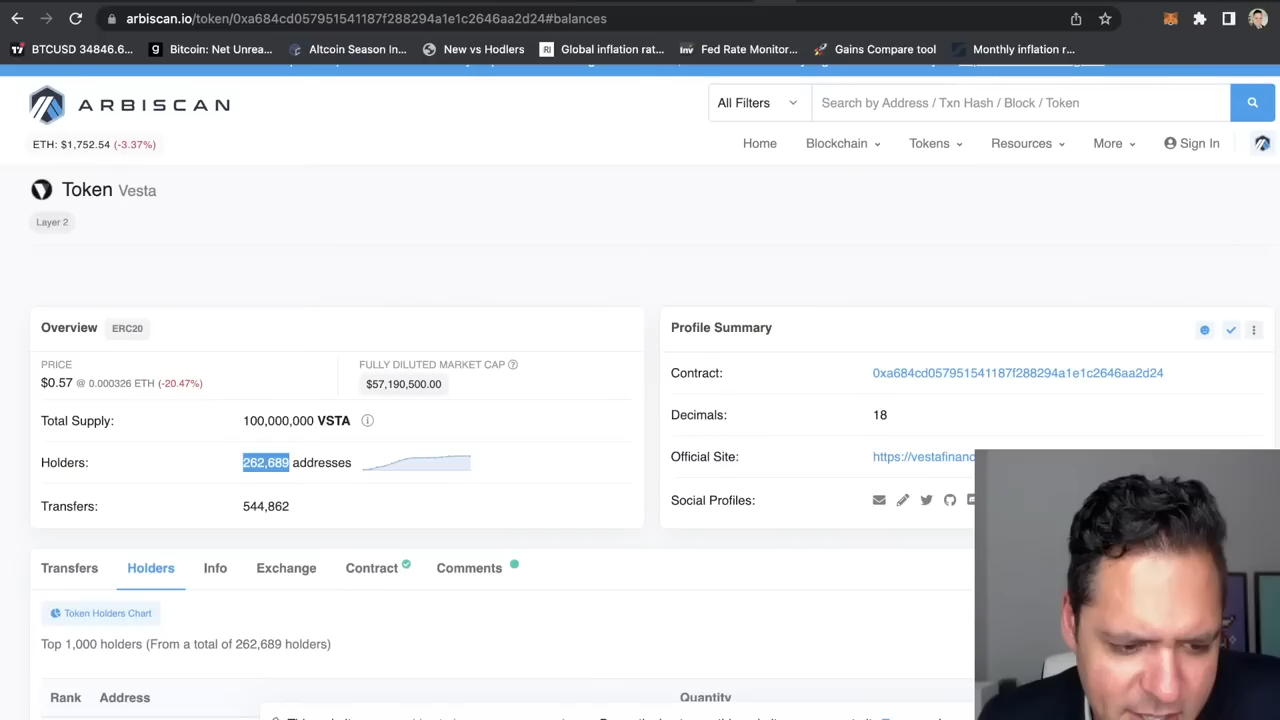 arbiscan.io/token/0xa684cd057951541187f288294a1e1c2646aa2d24#balances
BTCUSD 34846.6... Bitcoin: Net Unrea... Altcoin Season In... New vs Hodlers RI Global inflation rat... Inv Fed Rate Monitor... Gains Compare tool Monthly inflation r...
ARBISCAN
All Filters
Search by Address / Txn Hash / Block / Token
ETH: $1,752.54 (-3.37%)
Home Blockchain Tokens Resources More Sign In
Token Vesta
Layer 2
Overview ERC20
PRICE
$0.57 @ 0.000326 ETH (-20.47%)
FULLY DILUTED MARKET CAP
$57,190,500.00
Total Supply: 100,000,000 VSTA
Holders: 262,689 addresses
Transfers: 544,862
Profile Summary
Contract: 0xa684cd057951541187f288294a1e1c2646aa2d24
Decimals: 18
Official Site: https://vestafinanc
Social Profiles:
Transfers Holders Info Exchange Contract Comments
Token Holders Chart
Top 1,000 holders (From a total of 262,689 holders)
Rank Address Quantity